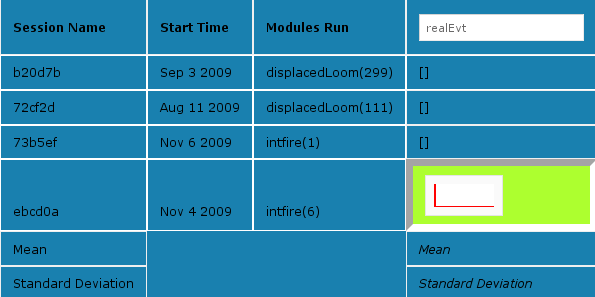 Session Name Start Time Modules Run realEvt
b20d7b Sep 3 2009 displacedLoom(299) []
72cf2d Aug 11 2009 displacedLoom(111) []
73b5ef Nov 6 2009 intfire(1) []
ebcd0a Nov 4 2009 intfire(6)
Mean Mean
Standard Deviation Standard Deviation